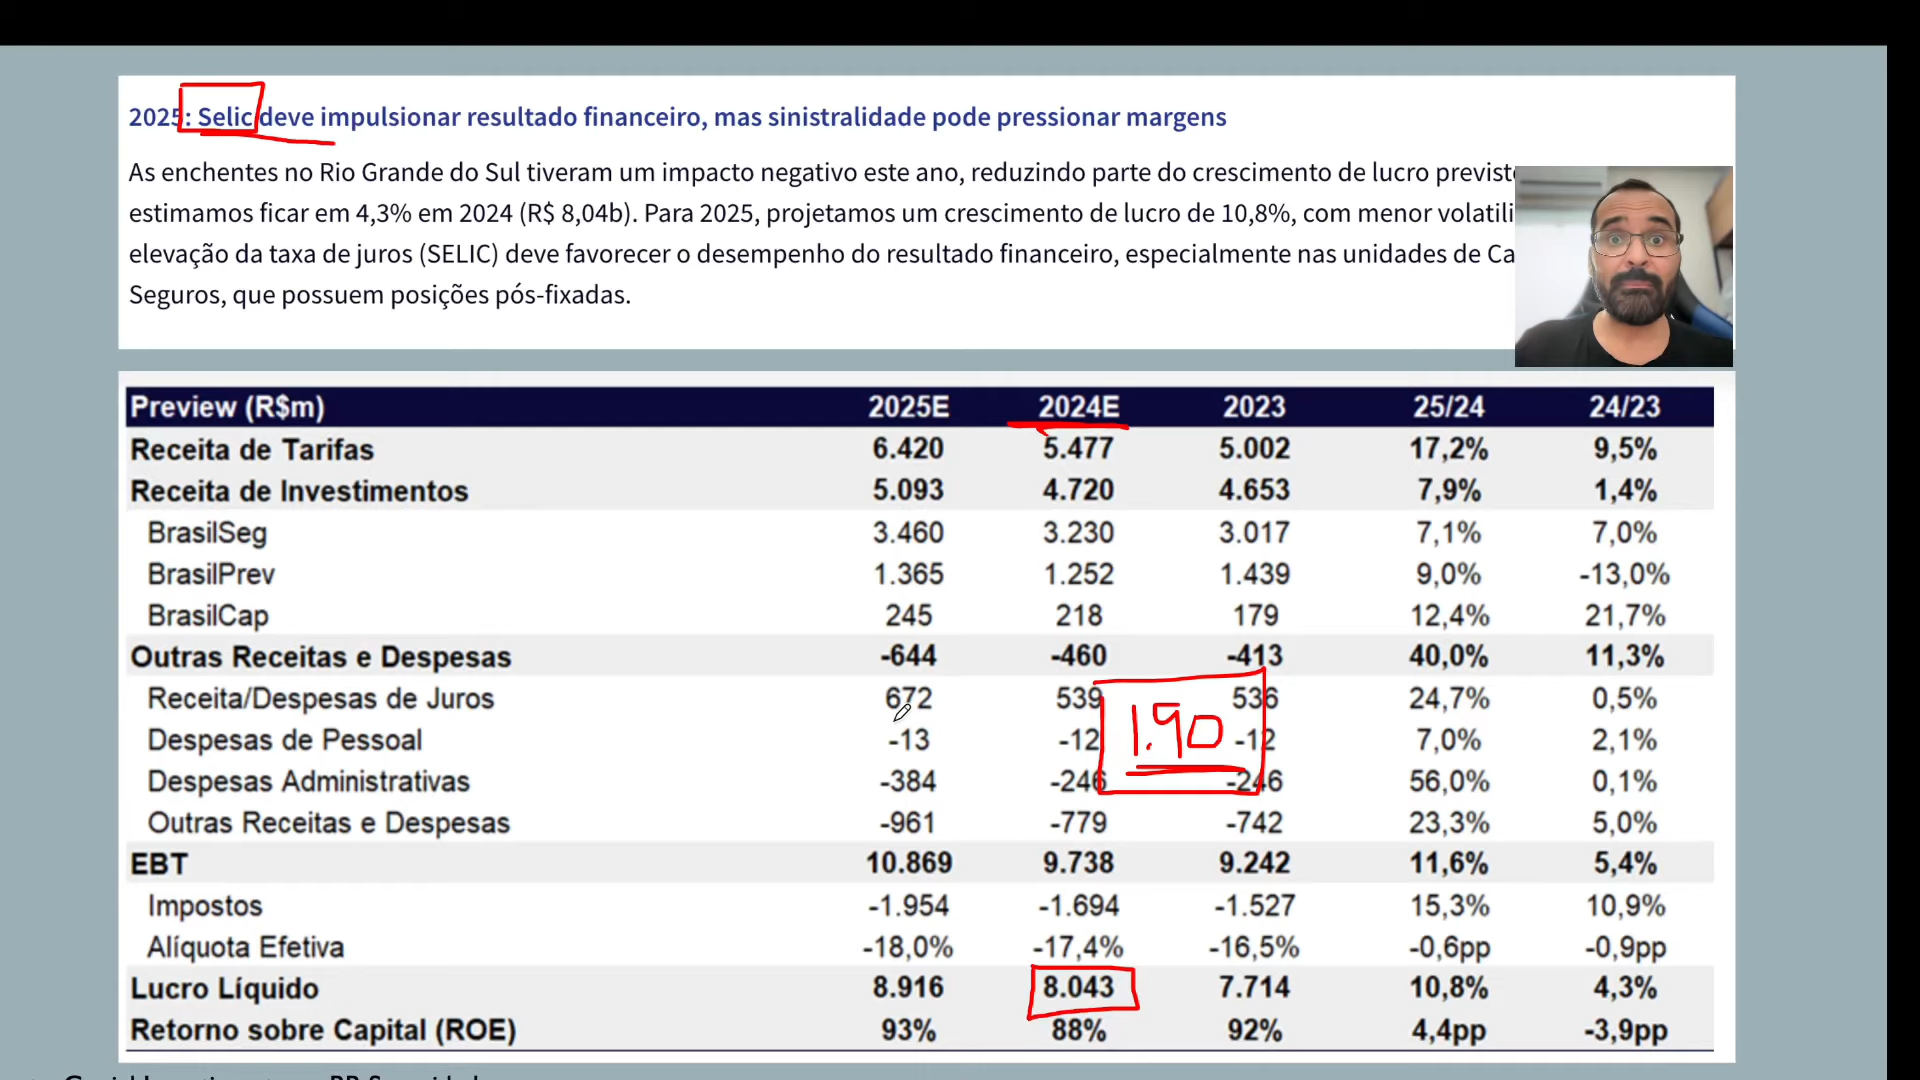 2025: Selic deve impulsionar resultado financeiro, mas sinistralidade pode pressionar margens
As enchentes no Rio Grande do Sul tiveram um impacto negativo este ano, reduzindo parte do crescimento de lucro
estimamos ficar em 4,3% em 2024 (R$ 8,04b). Para 2025, projetamos um crescimento de lucro de 10,8%, com menor
elevação da taxa de juros (SELIC) deve favorecer o desempenho do resultado financeiro, especialmente nas unidades de
Seguros, que possuem posições pós-fixadas.
Preview (R$m) 2025E 2024E 2023 25/24 24/23
Receita de Tarifas 6.420 5.477 5.002 17,2% 9,5%
Receita de Investimentos 5.093 4.720 4.653 7,9% 1,4%
BrasilSeg 3.460 3.230 3.017 7,1% 7,0%
BrasilPrev 1.365 1.252 1.439 9,0% -13,0%
BrasilCap 245 218 179 12,4% 21,7%
Outras Receitas e Despesas -644 -460 -413 40,0% 11,3%
Receita/Despesas de Juros 672 539 536 24,7% 0,5%
1.90
Despesas de Pessoal -13 -12 -12 7,0% 2,1%
Despesas Administrativas -384 -246 -246 56,0% 0,1%
Outras Receitas e Despesas -961 -779 -742 23,3% 5,0%
EBT 10.869 9.738 9.242 11,6% 5,4%
Impostos -1.954 -1.694 -1.527 15,3% 10,9%
Alíquota Efetiva -18,0% -17,4% -16,5% -0,6pp -0,9pp
Lucro Líquido 8.916 8.043 7.714 10,8% 4,3%
Retorno sobre Capital (ROE) 93% 88% 92% 4,4pp -3,9pp